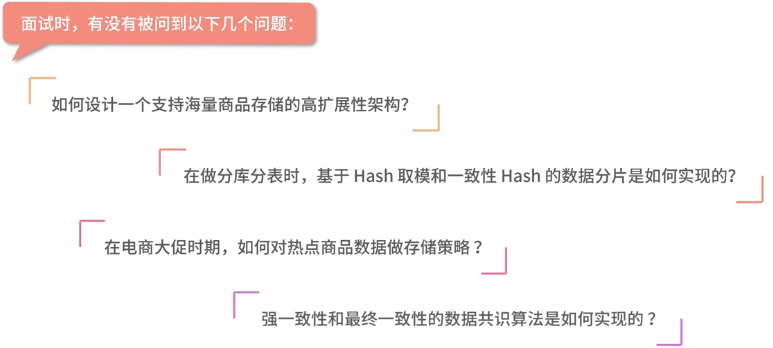 面试时，有没有被问到以下几个问题：
如何设计一个支持海量商品存储的高扩展性架构？
在做分库分表时，基于 Hash 取模和一致性 Hash 的数据分片是如何实现的？
在电商大促时期，如何对热点商品数据做存储策略 ？
强一致性和最终一致性的数据共识算法是如何实现的 ？